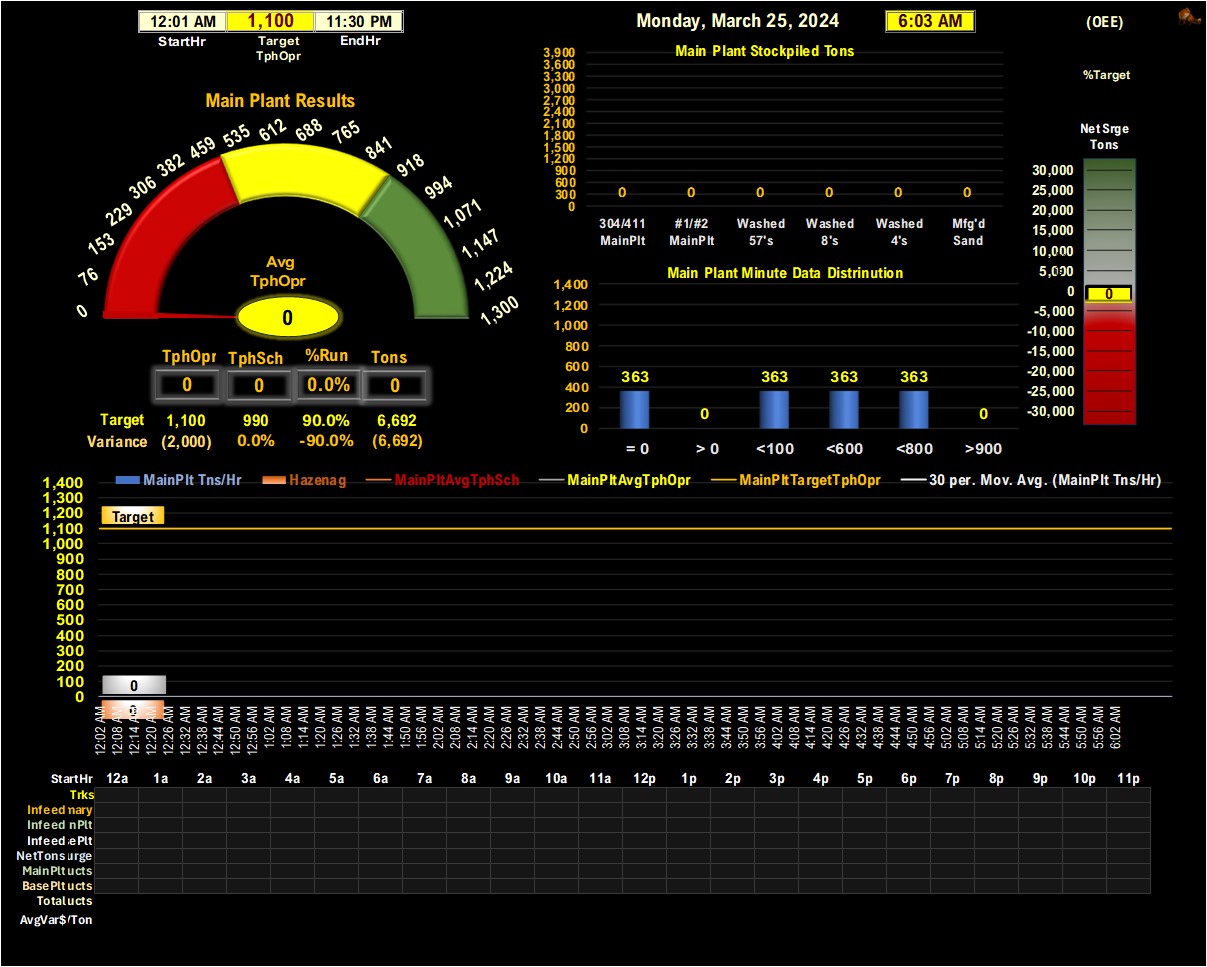 12:01 AM 1,100 11:30 PM
StartHr Target EndHr
TphOpr
Monday, March 25, 2024 6:03 AM (OEE)
%Target
Main Plant Results
0 76 153 229 306 382 459 535 612 688 765 841 918 994 1,071 1,147 1,224 1,300
Avg
TphOpr
0
TphOpr TphSch %Run Tons
0 0 0.0% 0
Target 1,100 990 90.0% 6,692
Variance (2,000) 0.0% -90.0% (6,692)
Main Plant Stockpiled Tons
3,900
3,600
3,300
3,000
2,700
2,400
2,100
1,800
1,500
1,200
900
600
300
0
0 0 0 0 0 0
304/411 #1/#2 Washed Washed Washed Mfg'd
MainPlt MainPlt 57's 8's 4's Sand
Main Plant Minute Data Distrinution
1,400
1,200
1,000
800
600
400
200
0
363 0 363 363 363 0
= 0 > 0 <100 <600 <800 >900
Net Srge
Tons
30,000
25,000
20,000
15,000
10,000
5,000
0
0
-5,000
-10,000
-15,000
-20,000
-25,000
-30,000
MainPlt Tns/Hr Hazenag MainPltAvgTphSch MainPltAvgTphOpr MainPltTargetTphOpr 30 per. Mov. Avg. (MainPlt Tns/Hr)
1,400
1,300
1,200
1,100
1,000
900
800
700
600
500
400
300
200
100
0
Target
0
12:02 AM 12:08 AM 12:14 AM 12:20 AM 12:26 AM 12:32 AM 12:38 AM 12:44 AM 12:50 AM 12:56 AM 1:02 AM 1:08 AM 1:14 AM 1:20 AM 1:26 AM 1:32 AM 1:38 AM 1:44 AM 1:50 AM 1:56 AM 2:02 AM 2:08 AM 2:14 AM 2:20 AM 2:26 AM 2:32 AM 2:38 AM 2:44 AM 2:50 AM 2:56 AM 3:02 AM 3:08 AM 3:14 AM 3:20 AM 3:26 AM 3:32 AM 3:38 AM 3:44 AM 3:50 AM 3:56 AM 4:02 AM 4:08 AM 4:14 AM 4:20 AM 4:26 AM 4:32 AM 4:38 AM 4:44 AM 4:50 AM 4:56 AM 5:02 AM 5:08 AM 5:14 AM 5:20 AM 5:26 AM 5:32 AM 5:38 AM 5:44 AM 5:50 AM 5:56 AM 6:02 AM
StartHr 12a 1a 2a 3a 4a 5a 6a 7a 8a 9a 10a 11a 12p 1p 2p 3p 4p 5p 6p 7p 8p 9p 10p 11p
Trks
Infeed nary
Infeed nPlt
Infeed ePlt
NetTons urge
MainPlt ucts
BasePlt ucts
Total ucts
AvgVar$/Ton